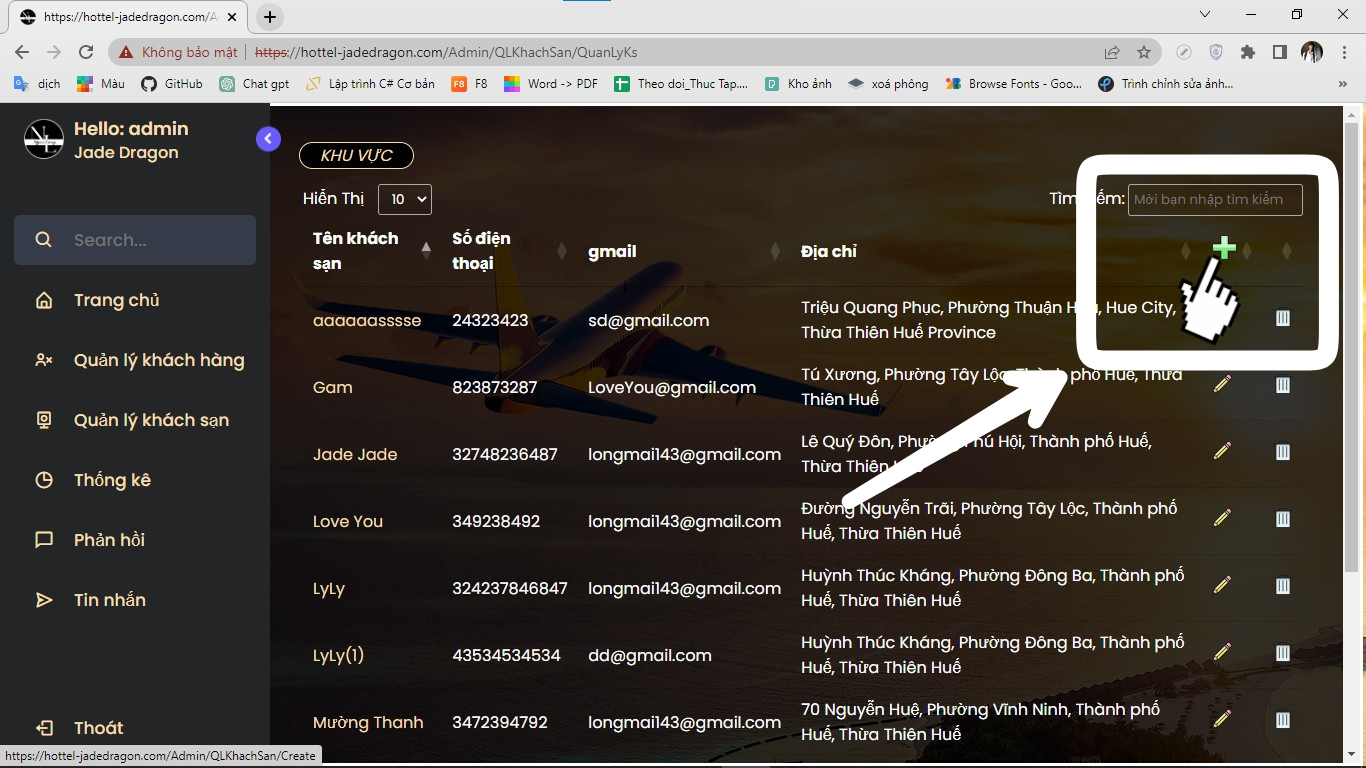 https://hottel-jadedragon.com/A
Không bảo mật
https://hottel-jadedragon.com/Admin/QLKhachSan/QuanLyKs
dịch
Màu
GitHub
Chat gpt
Lập trình C# Cơ bản
F8 F8
Word -> PDF
Theo doi_Thuc Tap,...
Kho ảnh
xoá phông
Browse Fonts - Goo...
Trình chỉnh sửa ảnh...
Hello: admin
Jade Dragon
Search...
Trang chủ
Quản lý khách hàng
Quản lý khách sạn
Thống kê
Phản hồi
Tin nhắn
Thoát
KHU VỰC
Hiển Thị 10
Mời bạn nhập tìm kiếm
Tên khách sạn
Số điện thoại
gmail
Địa chỉ
aaaaaasssse 24323423 sd@gmail.com Triệu Quang Phục, Phường Thuận Hue City,
Thừa Thiên Huế Province
Gam 823873287 LoveYou@gmail.com Tú Xương, Phường Tây Lộc, Thành phố Huế, Thừa
Thiên Huế
Jade Jade 32748236487 longmai143@gmail.com Lê Quý Đôn, Phường Phú Hội, Thành phố Huế,
Thừa Thiên
Love You 349238492 longmai143@gmail.com Đường Nguyễn Trãi, Phường Tây Lộc, Thành phố
Huế, Thừa Thiên Huế
LyLy 324237846847 longmai143@gmail.com Huỳnh Thúc Kháng, Phường Đông Ba, Thành phố
Huế, Thừa Thiên Huế
LyLy(1) 43534534534 dd@gmail.com Huỳnh Thúc Kháng, Phường Đông Ba, Thành phố
Huế, Thừa Thiên Huế
Mường Thanh 3472394792 longmai143@gmail.com 70 Nguyễn Huệ, Phường Vĩnh Ninh, Thành phố
Huế, Thừa Thiên Huế
https://hottel-jadedragon.com/Admin/QLKhachSan/Create